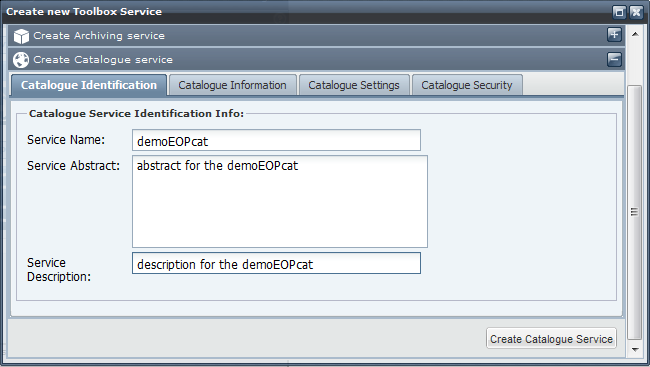 Create new Toolbox Service
Create Archiving service
Create Catalogue service
Catalogue Identification Catalogue Information Catalogue Settings Catalogue Security
Catalogue Service Identification Info:
Service Name: demoEOPcat
Service Abstract: abstract for the demoEOPcat
Service
Description: description for the demoEOPcat
Create Catalogue Service